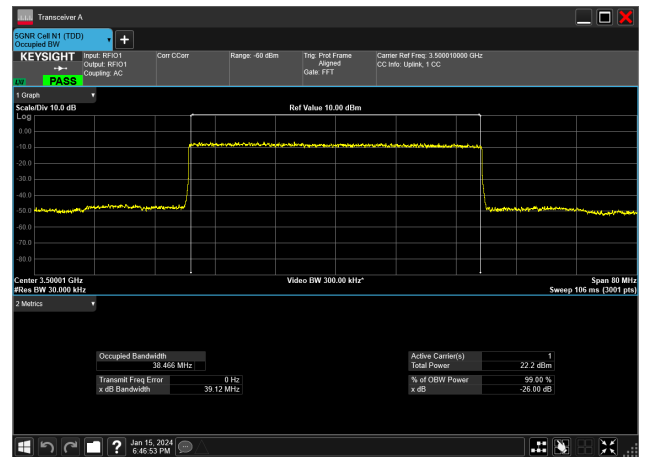 Transceiver A
5GNR Cell N1 (TDD)
Occupied BW
KEYSIGHT
LW PASS
Input: RFIO1
Output: RFIO1
Coupling: AC
Corr CCorr
Range: -60 dBm
Trig: Prot Frame
Aligned
Gate: FFT
Carrier Ref Freq: 3.500010000 GHz
CC Info: Uplink, 1 CC
1 Graph
Scale/Div 10.0 dB
Ref Value 10.00 dBm
Log
0.00
-10.0
-20.0
-30.0
-40.0
-50.0
-60.0
-70.0
-80.0
Center 3.50001 GHz
Video BW 300.00 kHz*
Span 80 MHz
#Res BW 30.000 kHz
Sweep 106 ms (3001 pts)
2 Metrics
Occupied Bandwidth
38.466 MHz
Active Carrier(s) 1
Total Power 22.2 dBm
Transmit Freq Error 0 Hz
x dB Bandwidth 39.12 MHz
% of OBW Power 99.00 %
x dB -26.00 dB
?
Jan 15, 2024
6:46:53 PM